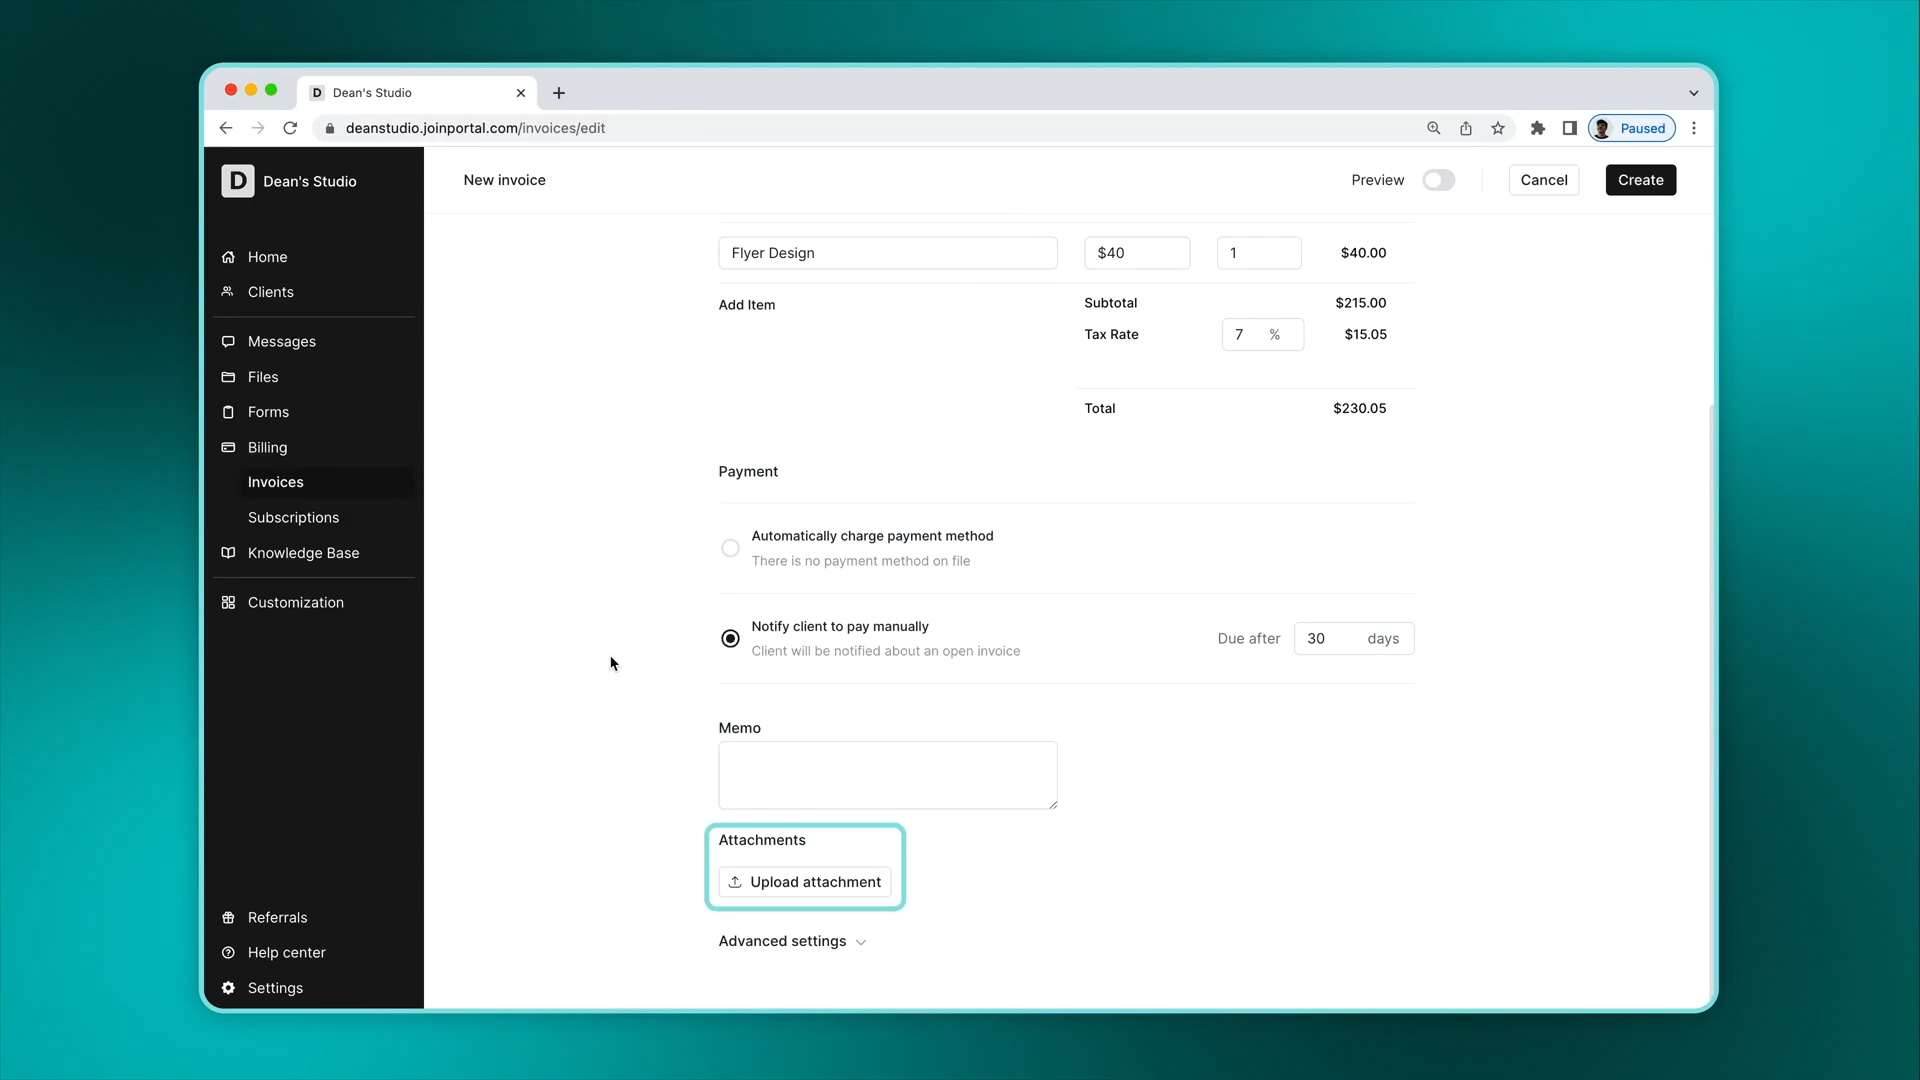 D Dean's Studio
deanstudio.joinportal.com/invoices/edit
Paused
D Dean's Studio
New invoice
Preview
Cancel
Create
Home
Clients
Messages
Files
Forms
Billing
Invoices
Subscriptions
Knowledge Base
Customization
Referrals
Help center
Settings
Flyer Design $40 1 $40.00
Add Item
Subtotal $215.00
Tax Rate 7 % $15.05
Total $230.05
Payment
Automatically charge payment method
There is no payment method on file
Notify client to pay manually
Client will be notified about an open invoice
Due after 30 days
Memo
Attachments
Upload attachment
Advanced settings